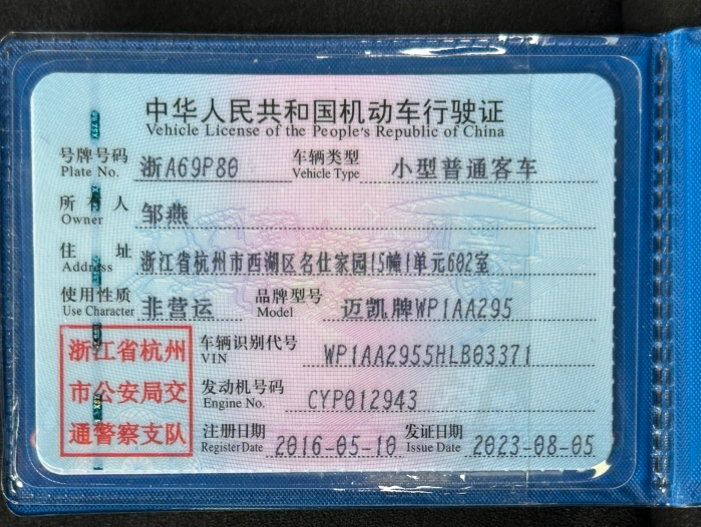 中华人民共和国机动车行驶证
Vehicle License of the People's Republic of China
号牌号码 浙A69P80 车辆类型 小型普通客车
Plate No. Vehicle Type
所有人 邹燕
Owner
住址 浙江省杭州市西湖区名仕家园15幢1单元602室
Address
使用性质 非营运 品牌型号 迈凯牌WP1AA295
Use Character Model
浙江省杭州
市公安局交
通警察支队
车辆识别代号 WP1AA2955HLB03371
VIN
发动机号码 CYP012943
Engine No.
注册日期 2016-05-10 发证日期 2023-08-05
Register Date Issue Date